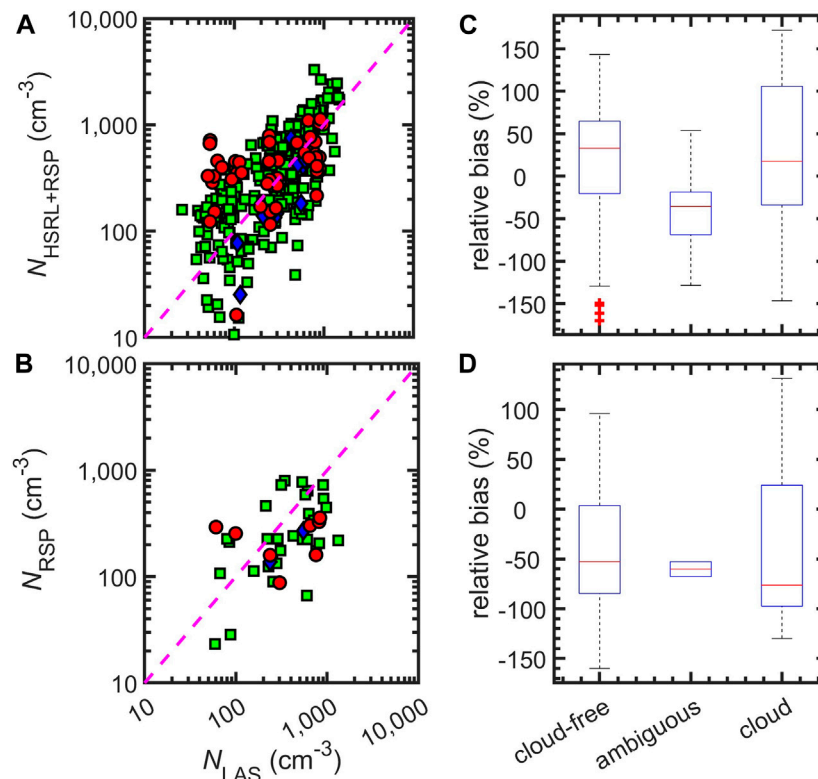 A
10,000
1,000
100
10
N_HSRL+RSP (cm⁻³)
B
10,000
1,000
100
10
N_RSP (cm⁻³)
10
100
1,000
10,000
N_LAS (cm⁻³)
C
150
100
50
0
-50
-100
-150
relative bias (%)
D
100
50
0
-50
-100
-150
relative bias (%)
cloud-free
ambiguous
cloud